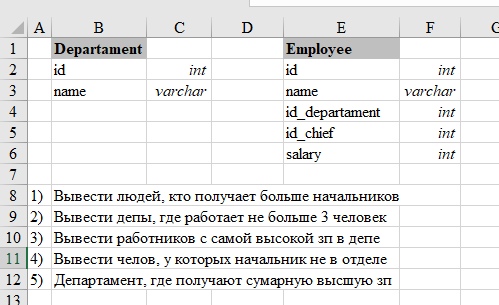 A B C D E F G
1 Departament Employee
2 id int id int
3 name varchar name varchar
4 id_departament int
5 id_chief int
6 salary int
7
8 1) Вывести людей, кто получает больше начальников
9 2) Вывести депы, где работает не больше 3 человек
10 3) Вывести работников с самой высокой зп в депе
11 4) Вывести челов, у которых начальник не в отделе
12 5) Департамент, где получают сумарную высшую зп
13